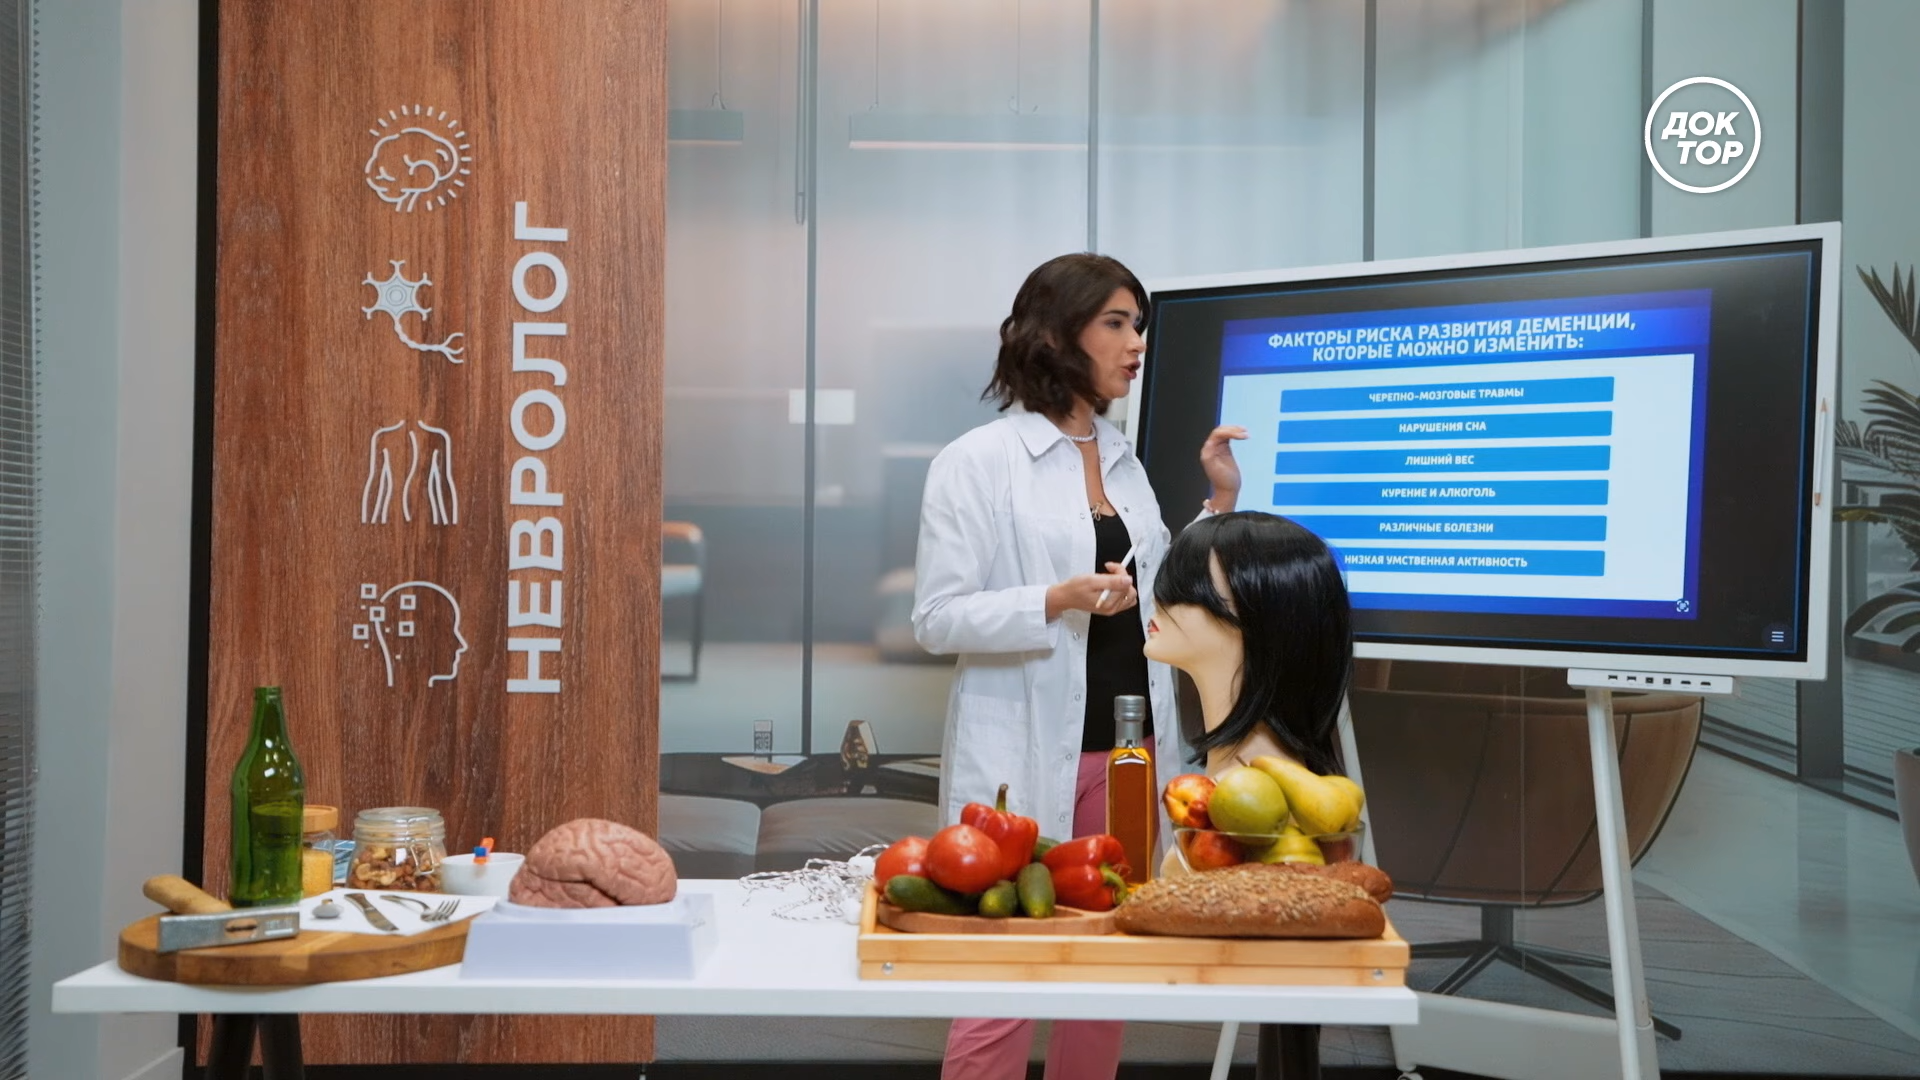 НЕВРОЛОГ
ДОК
ТОР
ФАКТОРЫ РИСКА РАЗВИТИЯ ДЕМЕНЦИИ,
КОТОРЫЕ МОЖНО ИЗМЕНИТЬ:
ЧЕРЕПНО-МОЗГОВЫЕ ТРАВМЫ
НАРУШЕНИЯ СНА
ЛИШНИЙ ВЕС
КУРЕНИЕ И АЛКОГОЛЬ
РАЗЛИЧНЫЕ БОЛЕЗНИ
НИЗКАЯ УМСТВЕННАЯ АКТИВНОСТЬ